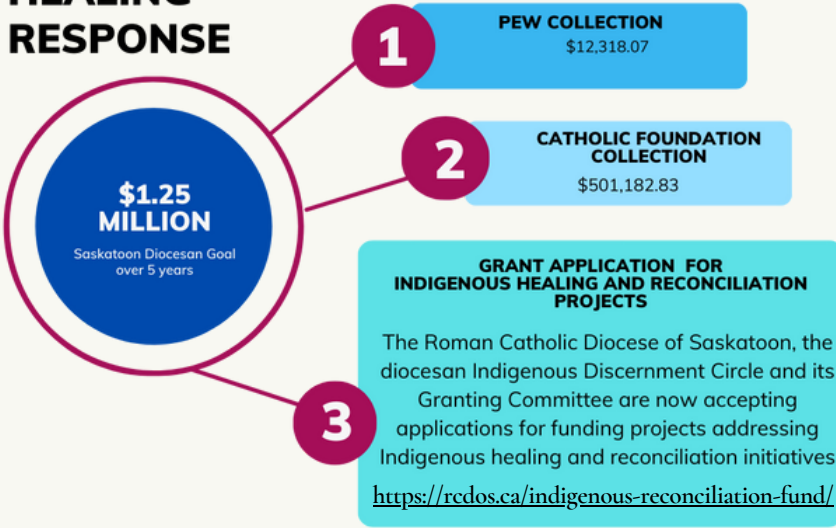 HEALING
RESPONSE
$1.25
MILLION
Saskatoon Diocesan Goal
over 5 years
1
PEW COLLECTION
$12,318.07
2
CATHOLIC FOUNDATION
COLLECTION
$501,182.83
3
GRANT APPLICATION FOR
INDIGENOUS HEALING AND RECONCILIATION
PROJECTS
The Roman Catholic Diocese of Saskatoon, the
diocesan Indigenous Discernment Circle and its
Granting Committee are now accepting
applications for funding projects addressing
Indigenous healing and reconciliation initiatives
https://rcdos.ca/indigenous-reconciliation-fund/